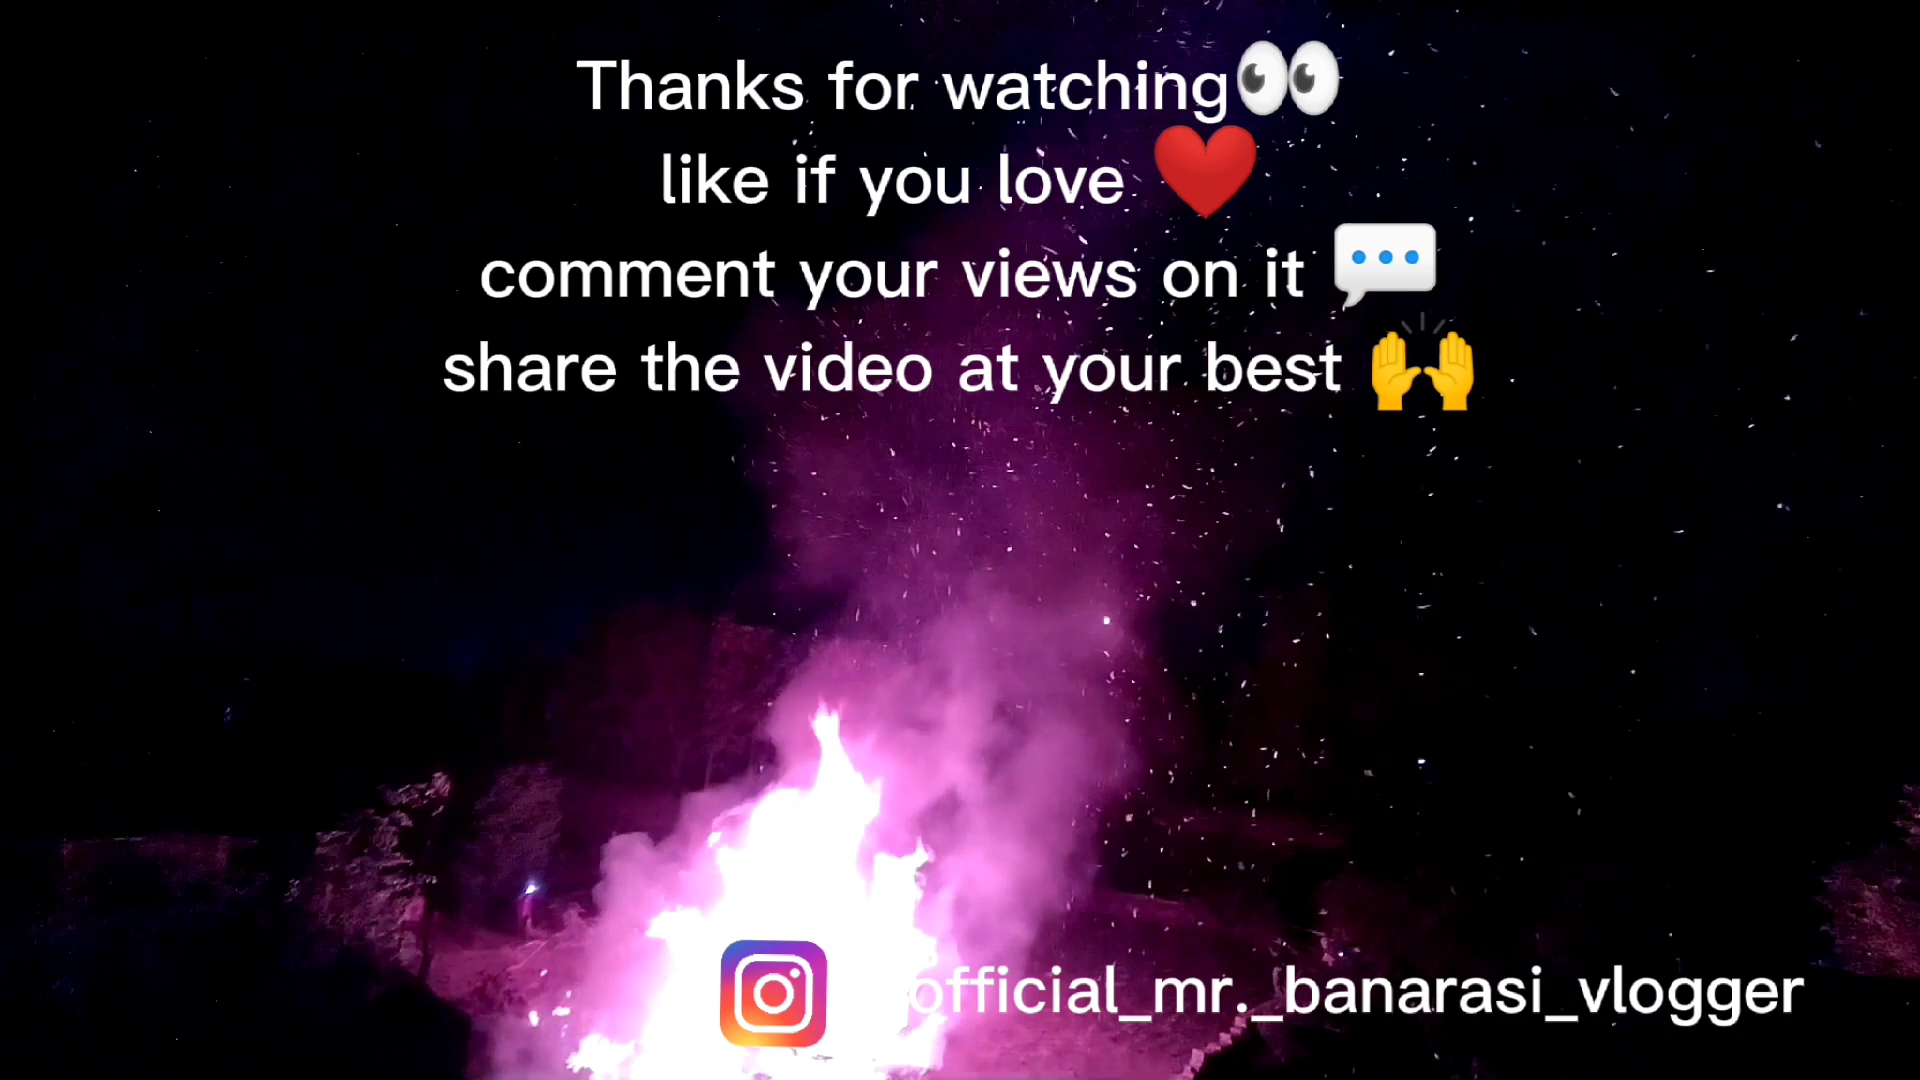 Thanks for watching👀
like if you love ❤️
comment your views on it 💬
share the video at your best 🙌
official_mr._banarasi_vlogger